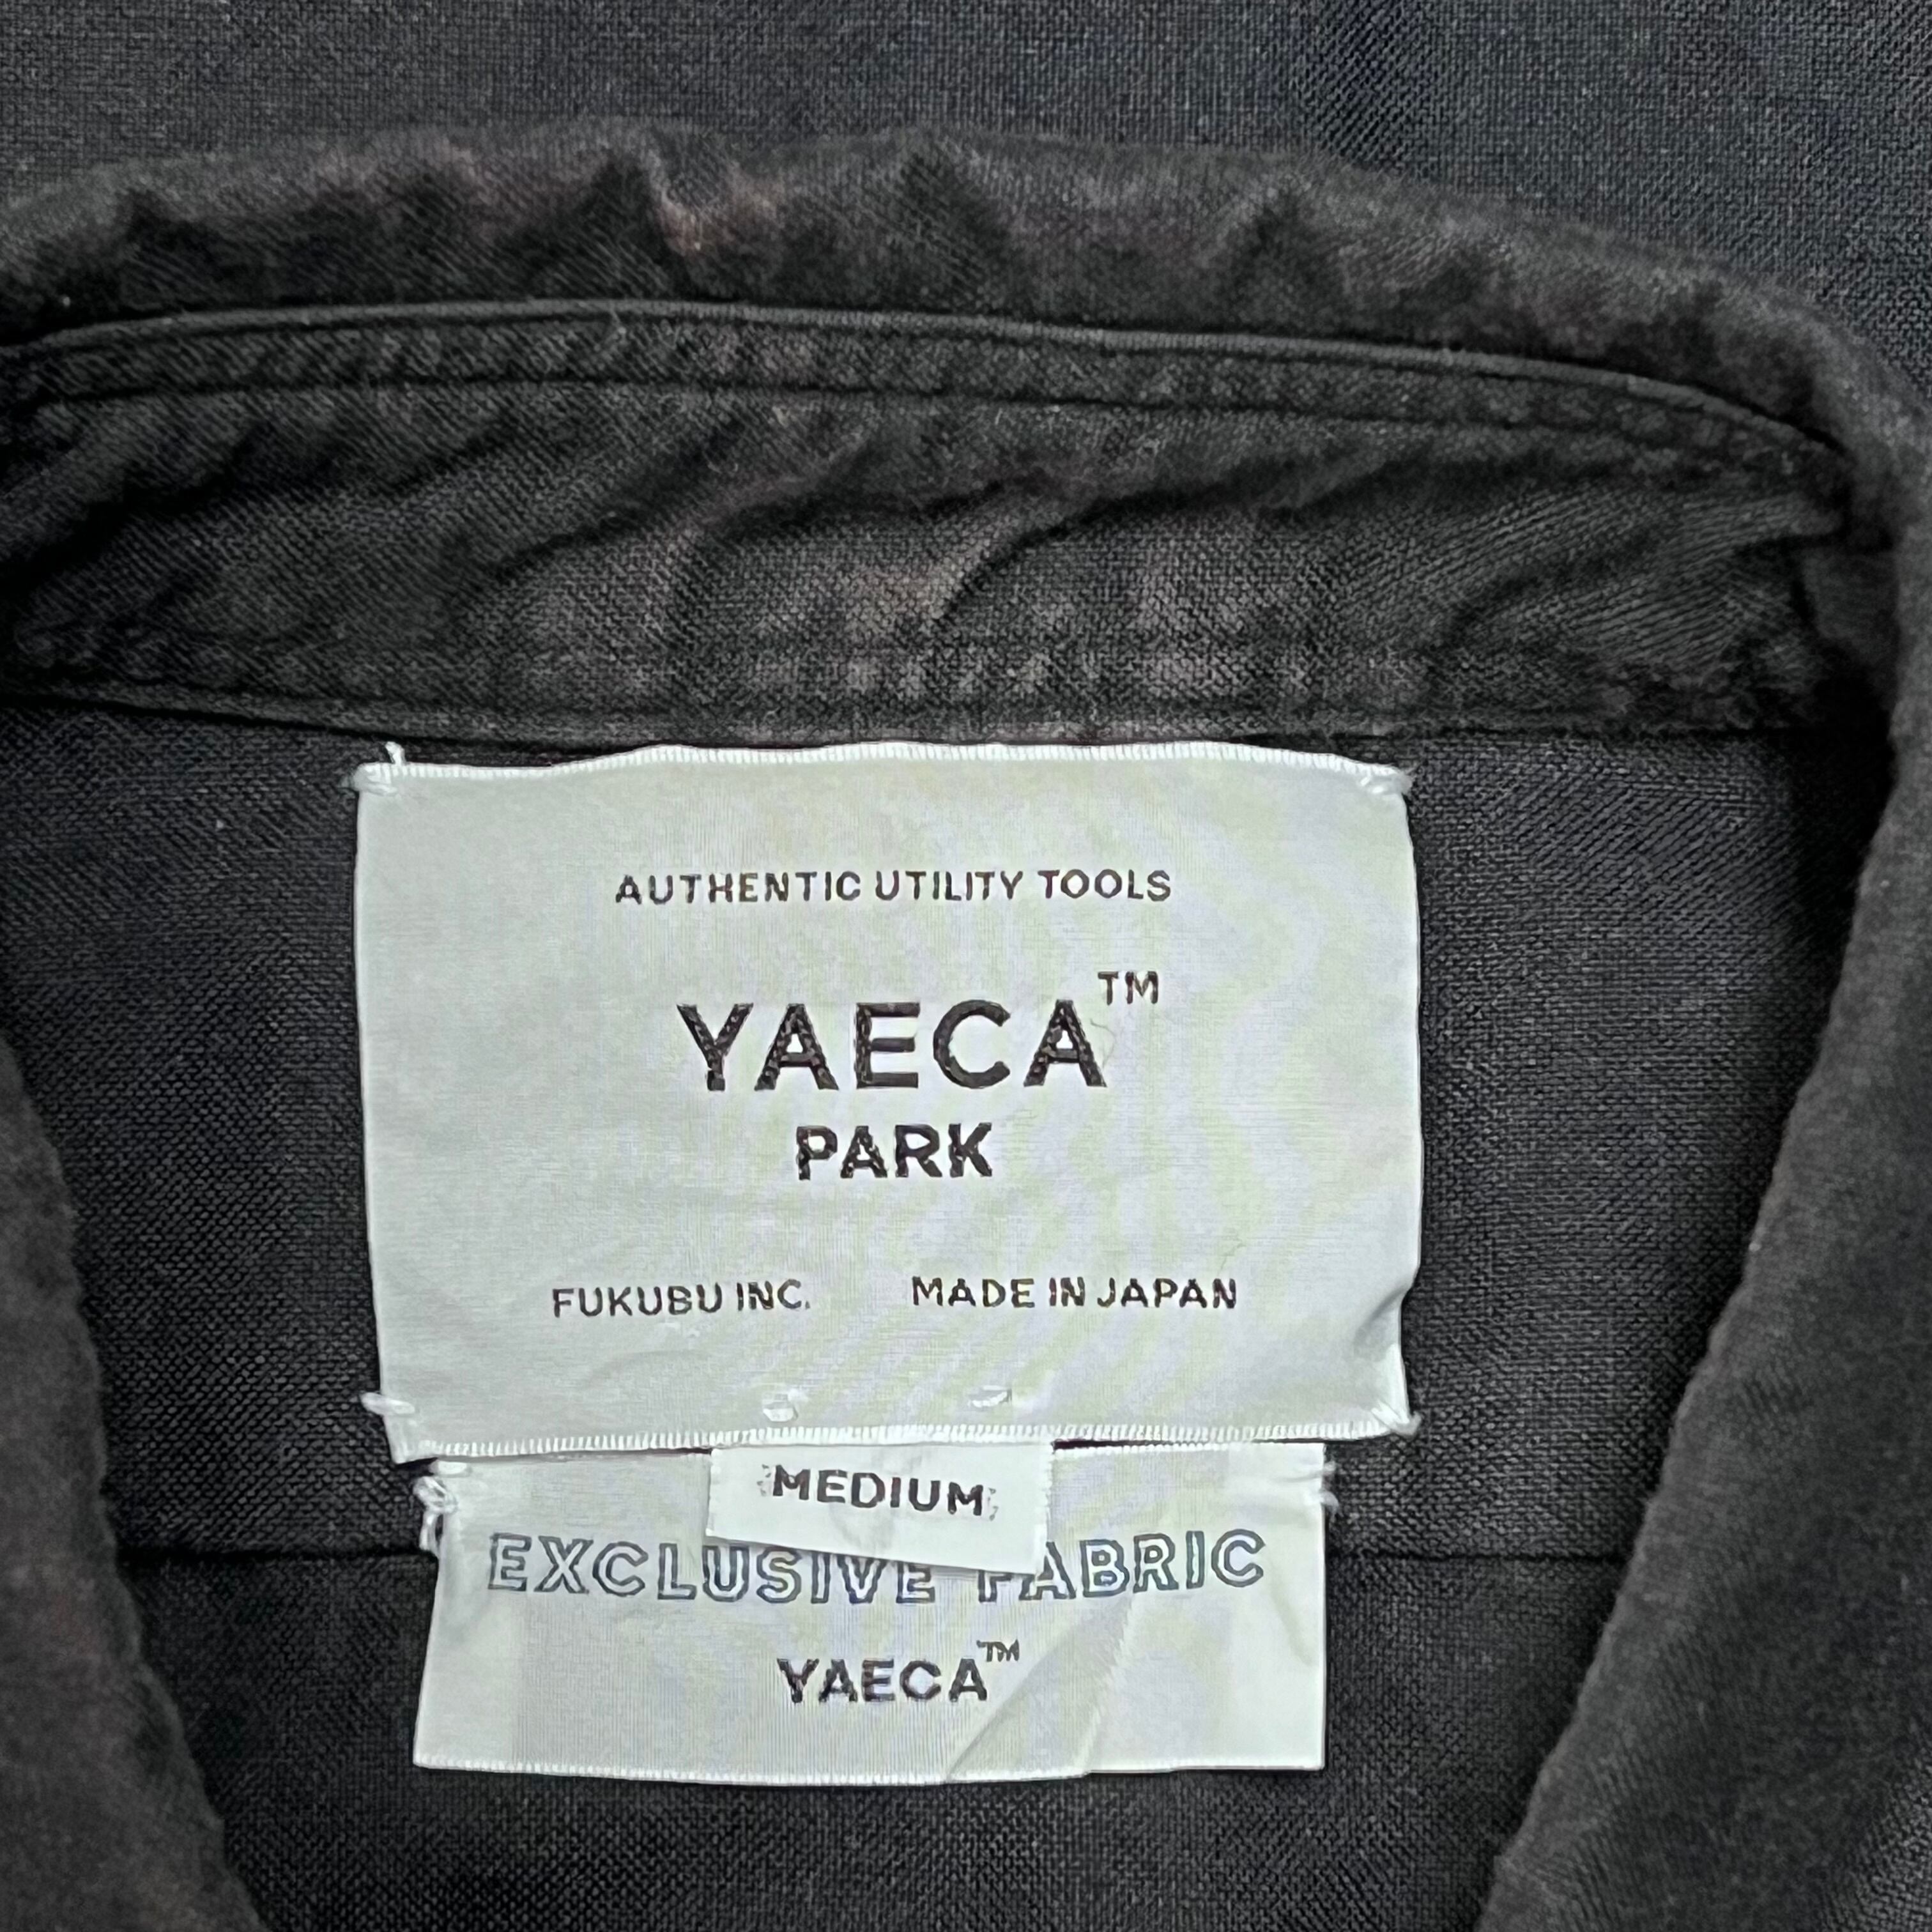 AUTHENTIC UTILITY TOOLS
YAECA™
PARK
FUKUBU INC. MADE IN JAPAN
MEDIUM
EXCLUSIVE FABRIC
YAECA™